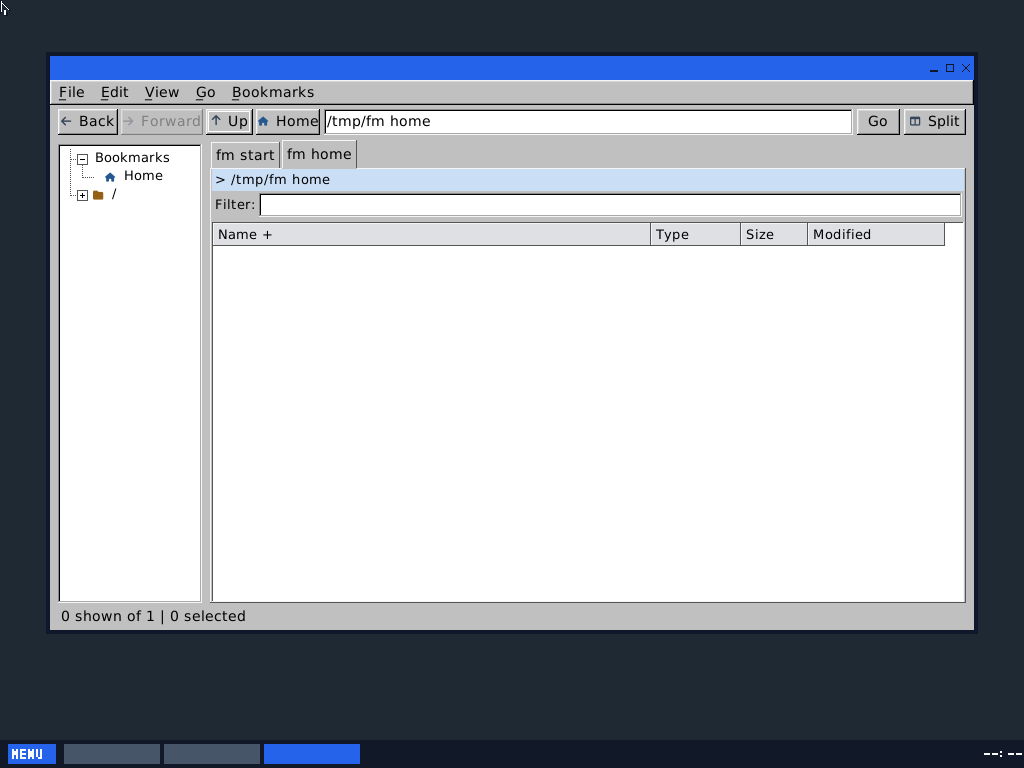 File Edit View Go Bookmarks
Back Forward Up Home /tmp/fm home Go Split
Bookmarks
Home
/
fm start fm home
> /tmp/fm home
Filter:
Name + Type Size Modified
0 shown of 1 | 0 selected
MENU --:--